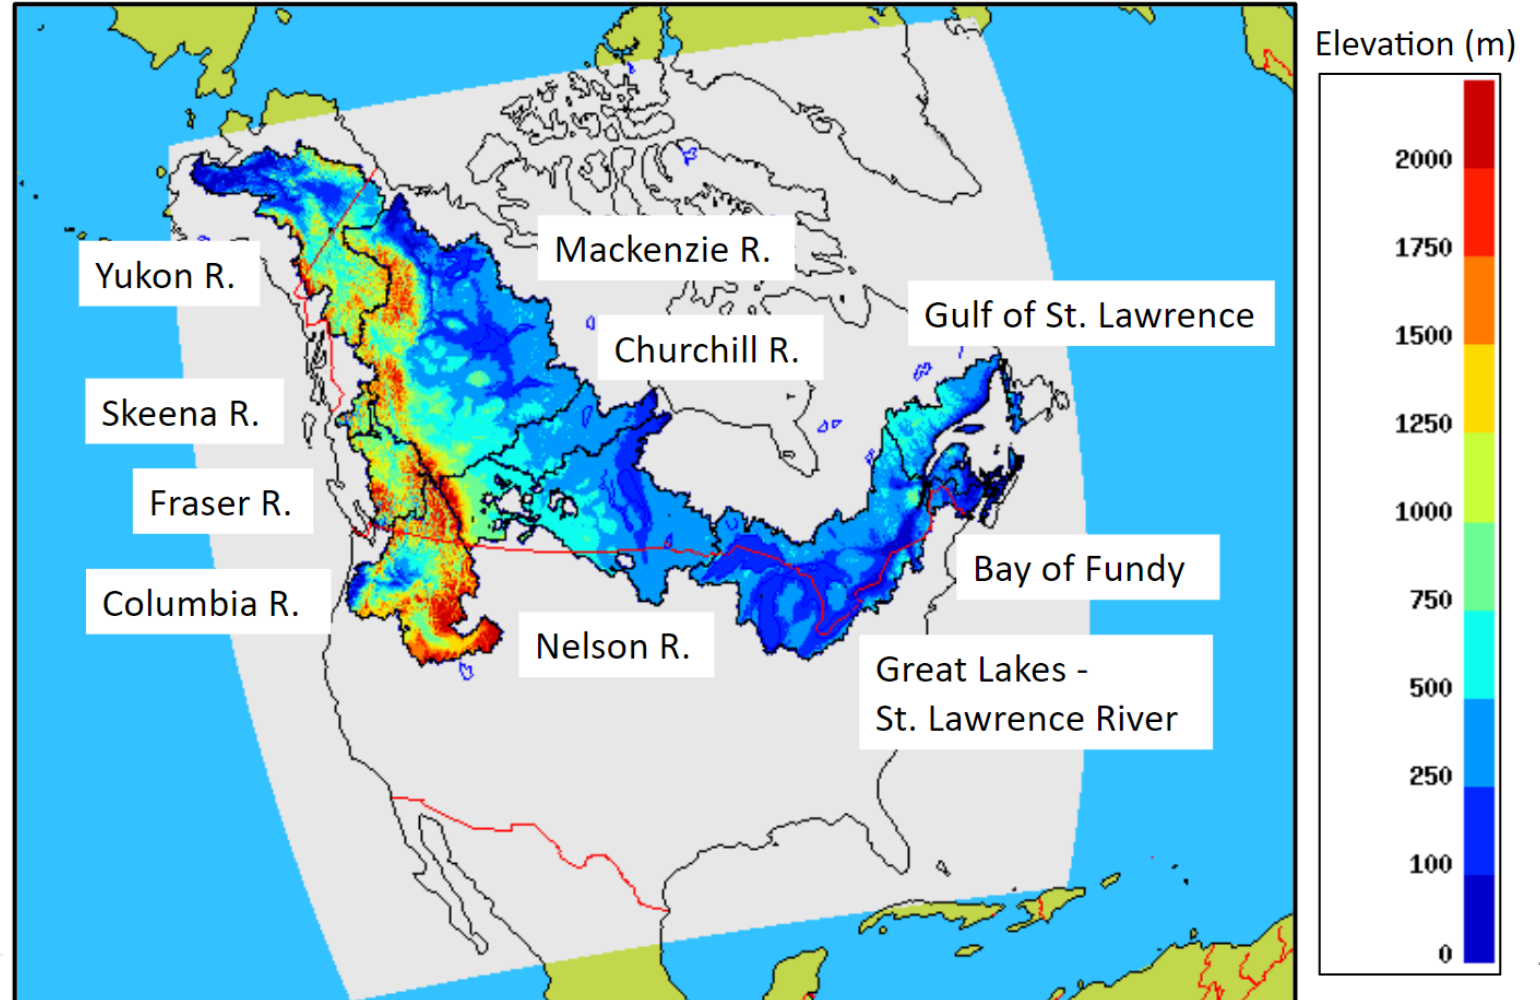 Elevation (m)
Mackenzie R.
Yukon R.
Gulf of St. Lawrence
Churchill R.
Skeena R.
Fraser R.
Bay of Fundy
Columbia R.
Nelson R.
Great Lakes -
St. Lawrence River
2000
1750
1500
1250
1000
750
500
250
100
0